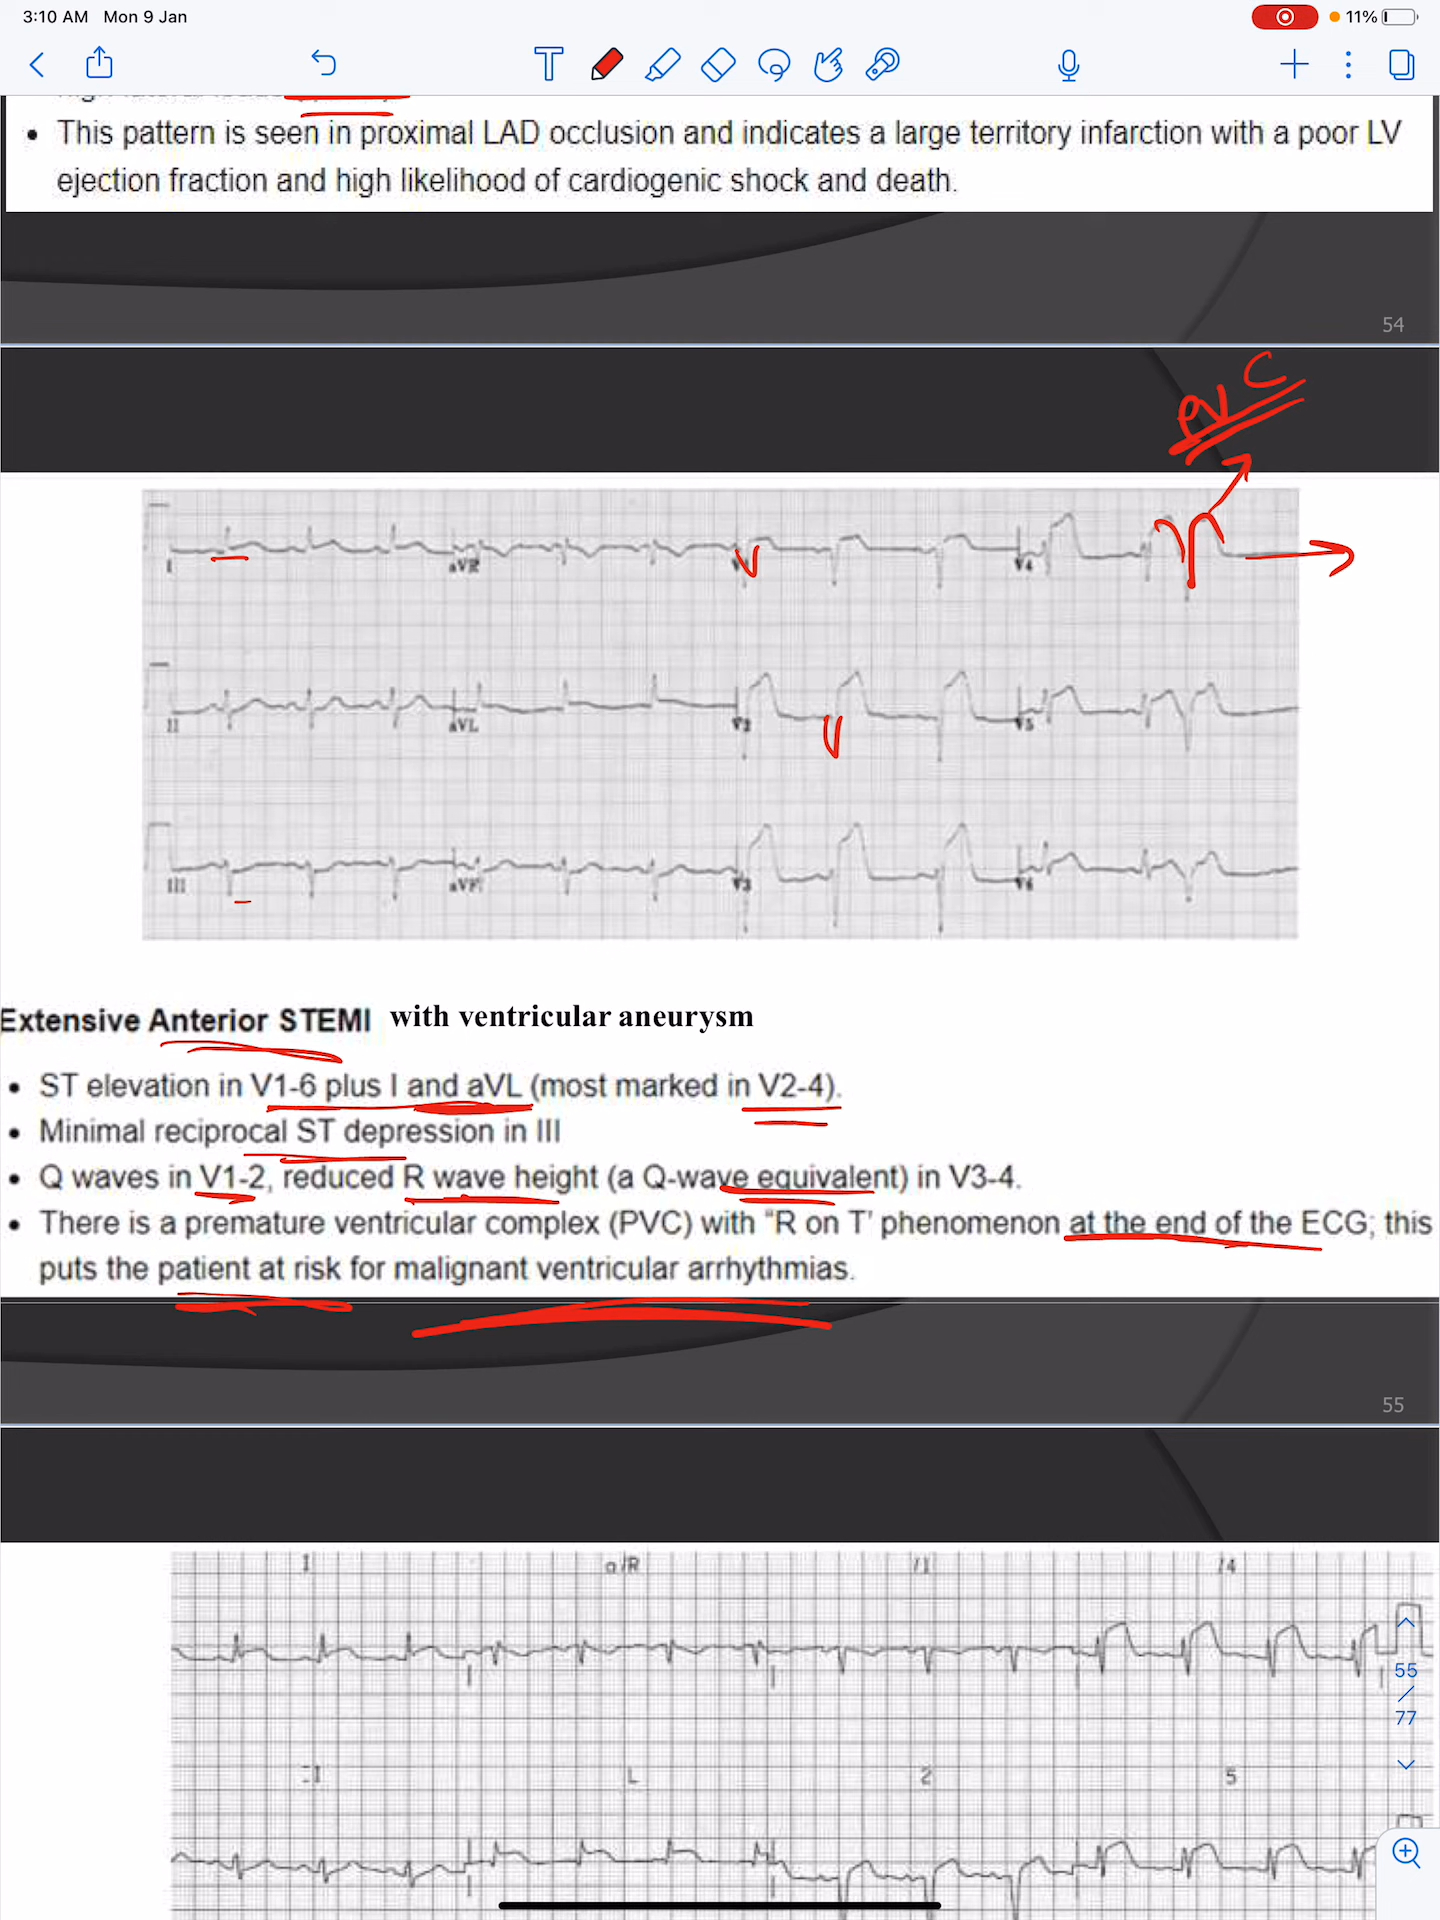 3:10 AM Mon 9 Jan
11%
• This pattern is seen in proximal LAD occlusion and indicates a large territory infarction with a poor LV
ejection fraction and high likelihood of cardiogenic shock and death.
54
PVC
I aVR V4
II aVL V2 V5
III aVF V3 V6
Extensive Anterior STEMI with ventricular aneurysm
• ST elevation in V1-6 plus I and aVL (most marked in V2-4).
• Minimal reciprocal ST depression in III
• Q waves in V1-2, reduced R wave height (a Q-wave equivalent) in V3-4.
• There is a premature ventricular complex (PVC) with “R on T' phenomenon at the end of the ECG; this
puts the patient at risk for malignant ventricular arrhythmias.
55
I
55
/
77
L 2 5